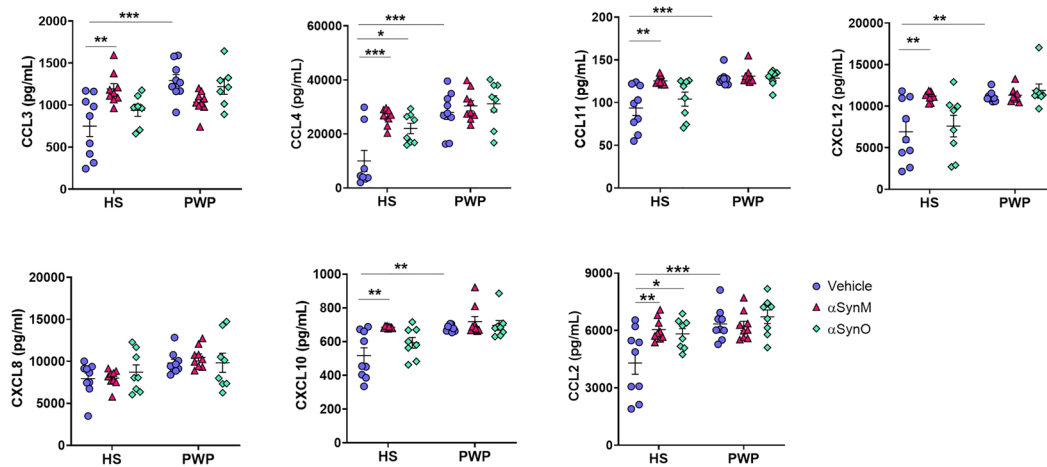 2000
1500
1000
500
0
CCL3 (pg/mL)
***
**
HS PWP
60000
40000
20000
0
CCL4 (pg/mL)
***
*
***
HS PWP
200
150
100
50
0
CCL11 (pg/mL)
***
**
HS PWP
20000
15000
10000
5000
0
CXCL12 (pg/mL)
**
**
HS PWP
20000
15000
10000
5000
0
CXCL8 (pg/ml)
HS PWP
1000
800
600
400
200
0
CXCL10 (pg/mL)
**
**
HS PWP
9000
6000
3000
0
CCL2 (pg/mL)
***
*
**
HS PWP
Vehicle
αSynM
αSynO